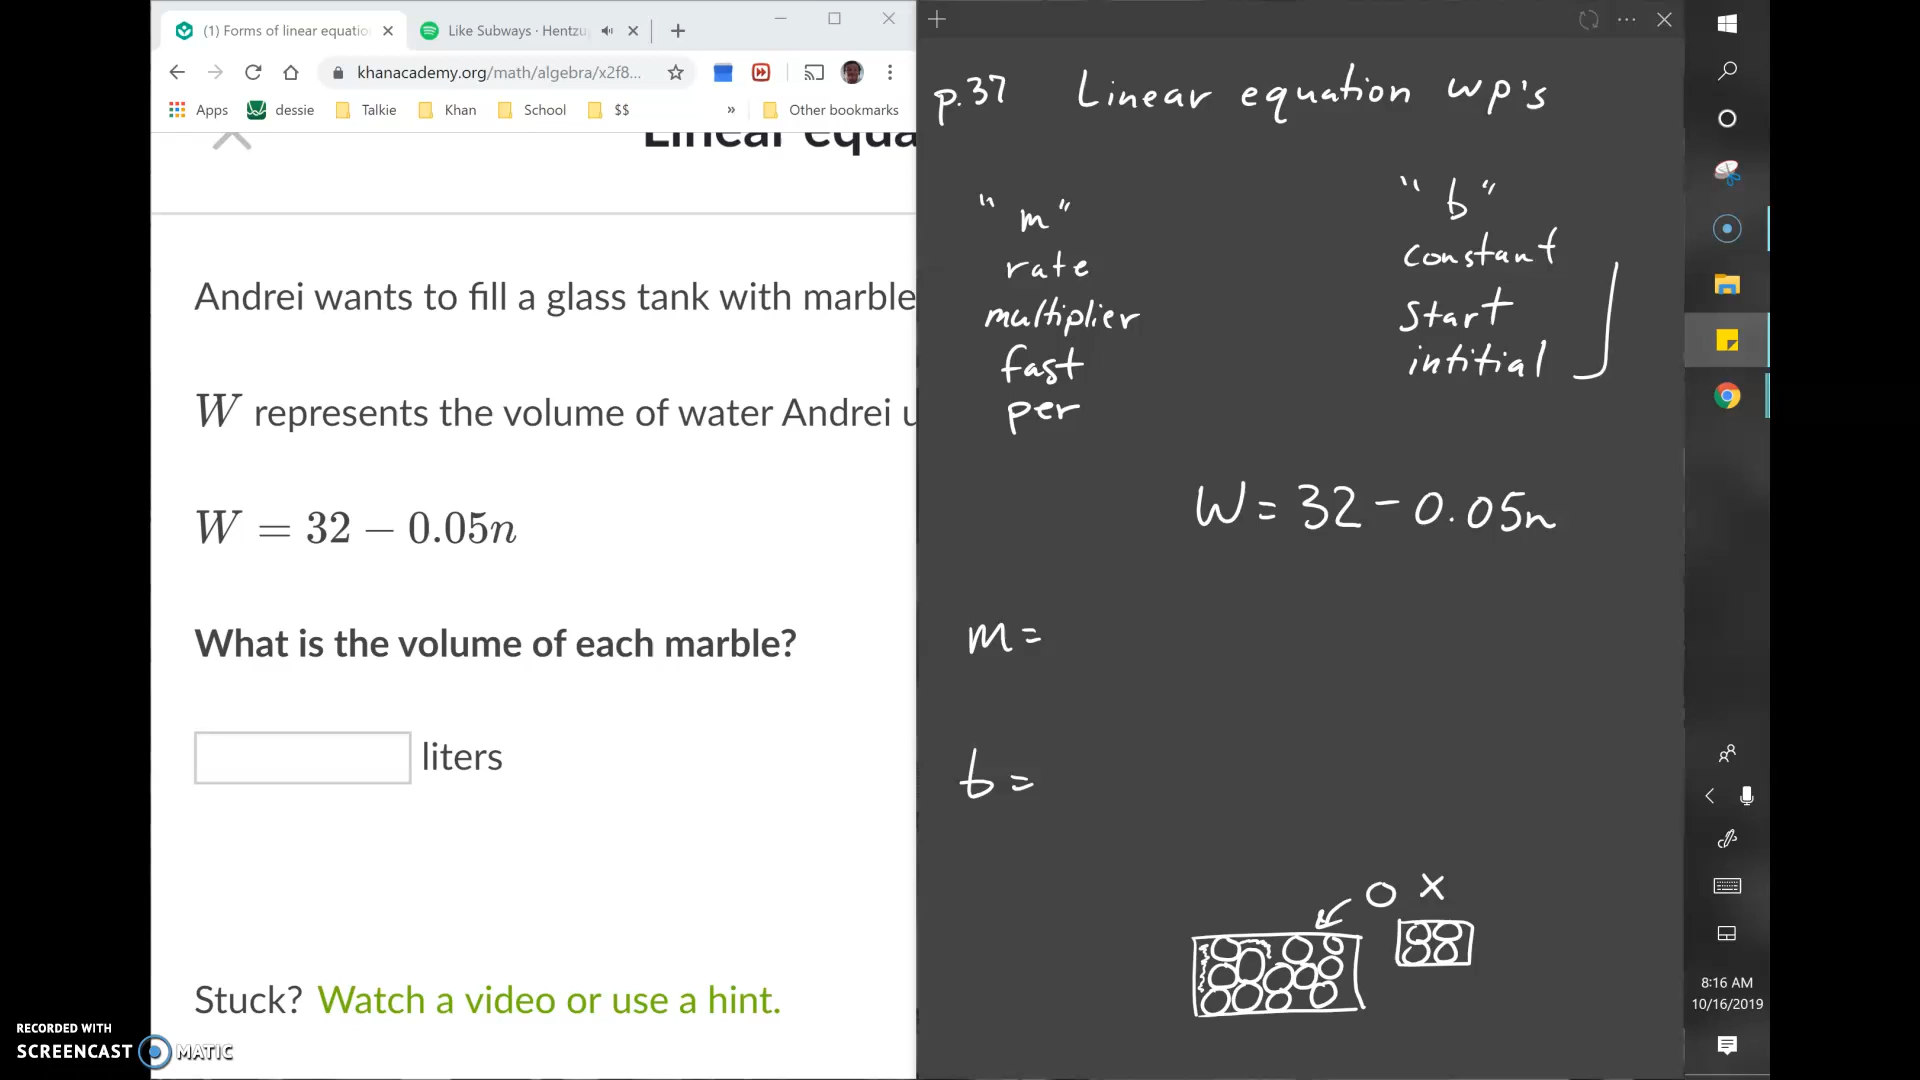 (1) Forms of linear equatio
Like Subways · Hentzu
khanacademy.org/math/algebra/x2f8...
Apps dessie Talkie Khan School $$ » Other bookmarks
Linear equa
Andrei wants to fill a glass tank with marble
W represents the volume of water Andrei u
W = 32 − 0.05n
What is the volume of each marble?
liters
Stuck? Watch a video or use a hint.
p.37 Linear equation wp's
"m"
rate
multiplier
fast
per
"b"
constant
start
intitial
W = 32 - 0.05n
m =
b =
X
8:16 AM
10/16/2019
RECORDED WITH
SCREENCAST MATIC